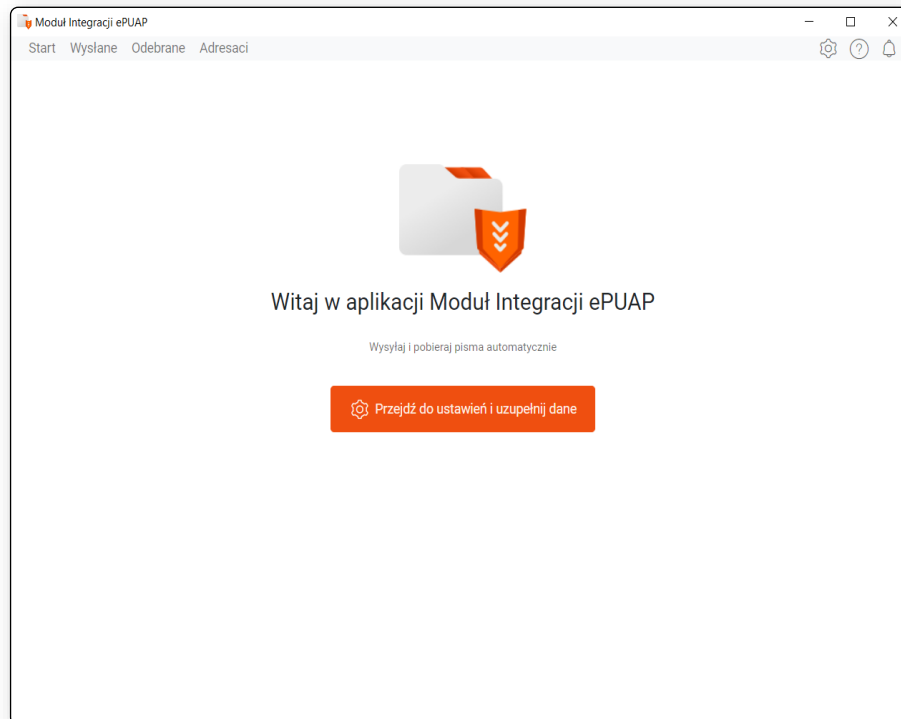 Moduł Integracji ePUAP
Start Wysłane Odebrane Adresaci
Witaj w aplikacji Moduł Integracji ePUAP
Wysyłaj i pobieraj pisma automatycznie
Przejdź do ustawień i uzupełnij dane